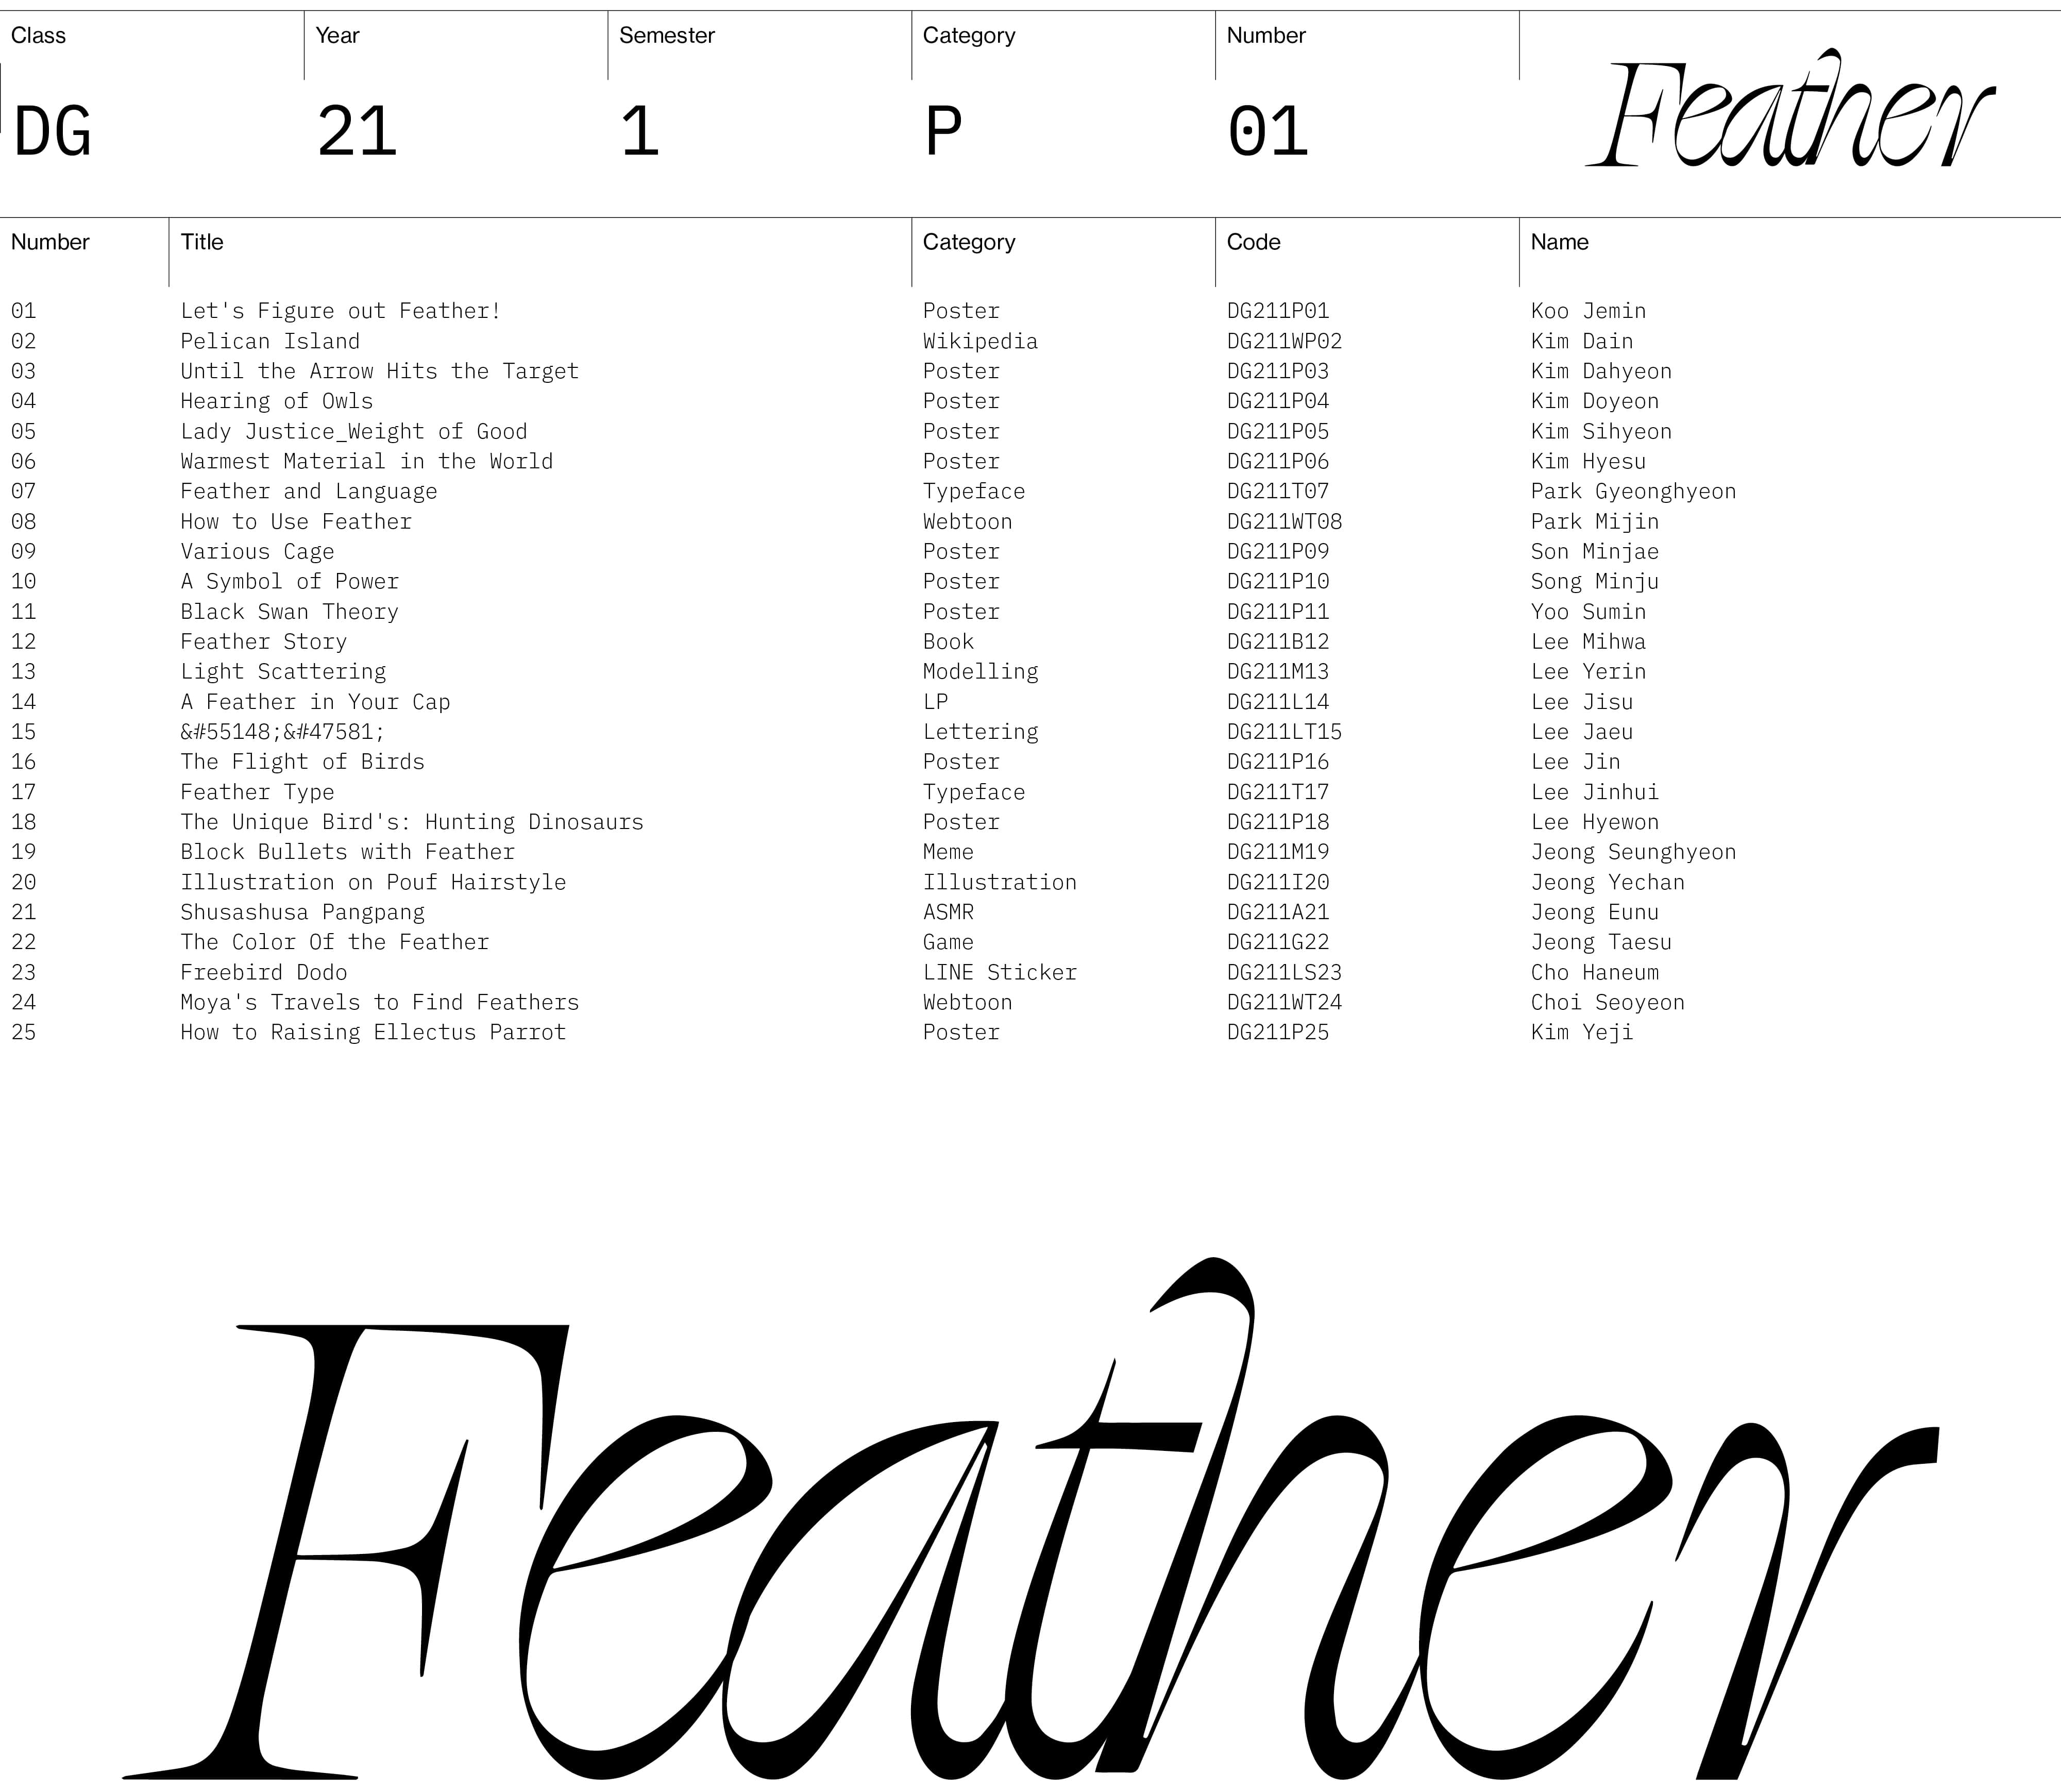 Class Year Semester Category Number
DG 21 1 P 01 Feather
Number Title Category Code Name
01 Let's Figure out Feather! Poster DG211P01 Koo Jemin
02 Pelican Island Wikipedia DG211WP02 Kim Dain
03 Until the Arrow Hits the Target Poster DG211P03 Kim Dahyeon
04 Hearing of Owls Poster DG211P04 Kim Doyeon
05 Lady Justice_Weight of Good Poster DG211P05 Kim Sihyeon
06 Warmest Material in the World Poster DG211P06 Kim Hyesu
07 Feather and Language Typeface DG211T07 Park Gyeonghyeon
08 How to Use Feather Webtoon DG211WT08 Park Mijin
09 Various Cage Poster DG211P09 Son Minjae
10 A Symbol of Power Poster DG211P10 Song Minju
11 Black Swan Theory Poster DG211P11 Yoo Sumin
12 Feather Story Book DG211B12 Lee Mihwa
13 Light Scattering Modelling DG211M13 Lee Yerin
14 A Feather in Your Cap LP DG211L14 Lee Jisu
15 &#55148;&#47581; Lettering DG211LT15 Lee Jaeu
16 The Flight of Birds Poster DG211P16 Lee Jin
17 Feather Type Typeface DG211T17 Lee Jinhui
18 The Unique Bird's: Hunting Dinosaurs Poster DG211P18 Lee Hyewon
19 Block Bullets with Feather Meme DG211M19 Jeong Seunghyeon
20 Illustration on Pouf Hairstyle Illustration DG211I20 Jeong Yechan
21 Shusashusa Pangpang ASMR DG211A21 Jeong Eunu
22 The Color Of the Feather Game DG211G22 Jeong Taesu
23 Freebird Dodo LINE Sticker DG211LS23 Cho Haneum
24 Moya's Travels to Find Feathers Webtoon DG211WT24 Choi Seoyeon
25 How to Raising Ellectus Parrot Poster DG211P25 Kim Yeji
Feather